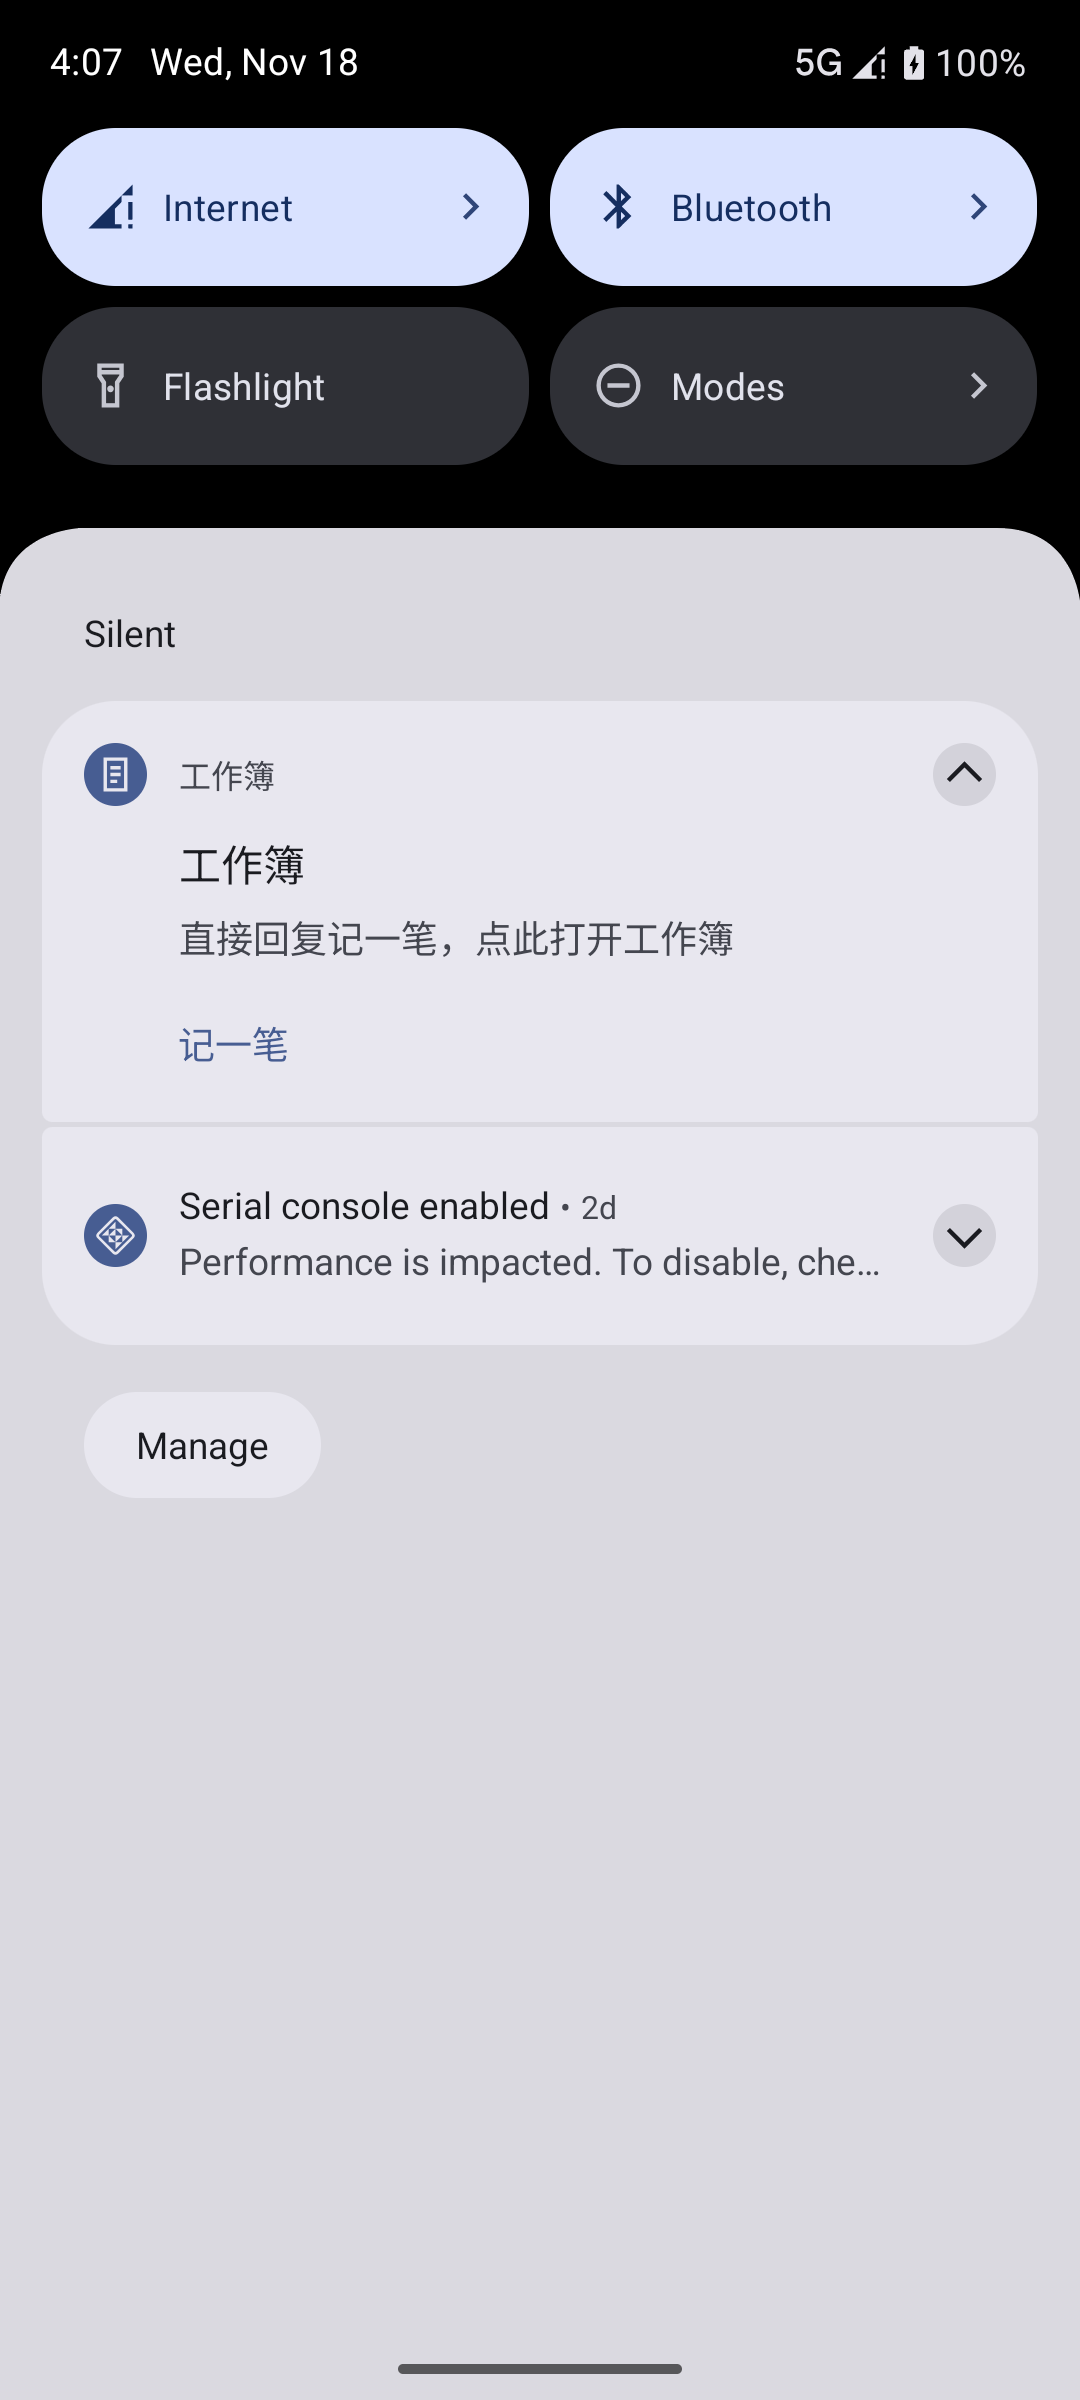 4:07 Wed, Nov 18 5G 100%
Internet Bluetooth
Flashlight Modes
Silent
工作簿
工作簿
直接回复记一笔，点此打开工作簿
记一笔
Serial console enabled • 2d
Performance is impacted. To disable, che…
Manage